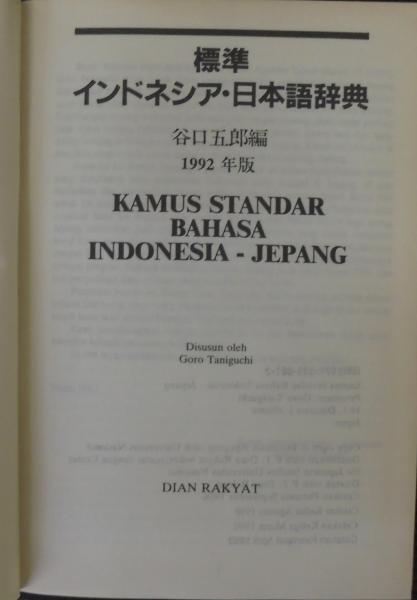 標準
インドネシア・日本語辞典
谷口五郎編
1992 年版
KAMUS STANDAR
BAHASA
INDONESIA - JEPANG
Disusun oleh
Goro Taniguchi
DIAN RAKYAT